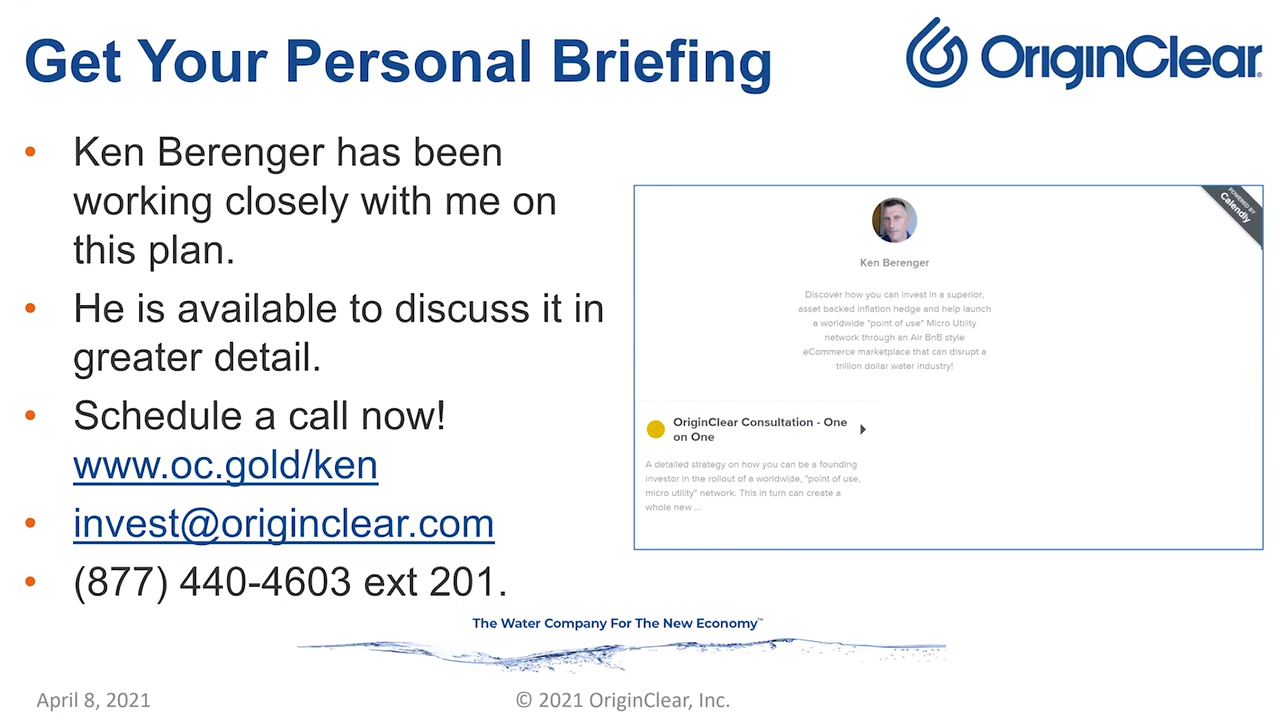 Get Your Personal Briefing
OriginClear®
• Ken Berenger has been
working closely with me on
this plan.
• He is available to discuss it in
greater detail.
• Schedule a call now!
www.oc.gold/ken
• invest@originclear.com
• (877) 440-4603 ext 201.
POWERED BY
Calendly
Ken Berenger
Discover how you can invest in a superior,
asset backed inflation hedge and help launch
a worldwide "point of use" Micro Utility
network through an Air BnB style
eCommerce marketplace that can disrupt a
trillion dollar water industry!
OriginClear Consultation - One
on One
A detailed strategy on how you can be a founding
investor in the rollout of a worldwide, "point of use,
micro utility" network. This in turn can create a
whole new ...
The Water Company For The New Economy™
April 8, 2021
© 2021 OriginClear, Inc.